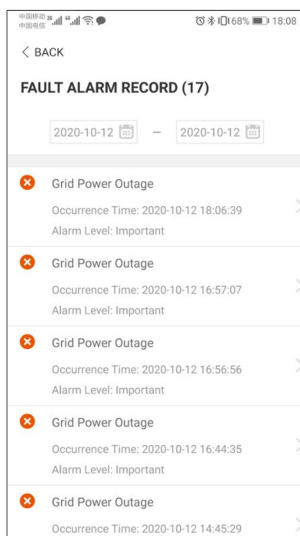 中国移动 2G 46 68% 18:08
中国电信
< BACK
FAULT ALARM RECORD (17)
2020-10-12 – 2020-10-12
Grid Power Outage
Occurrence Time: 2020-10-12 18:06:39
Alarm Level: Important
Grid Power Outage
Occurrence Time: 2020-10-12 16:57:07
Alarm Level: Important
Grid Power Outage
Occurrence Time: 2020-10-12 16:56:56
Alarm Level: Important
Grid Power Outage
Occurrence Time: 2020-10-12 16:44:35
Alarm Level: Important
Grid Power Outage
Occurrence Time: 2020-10-12 14:45:29